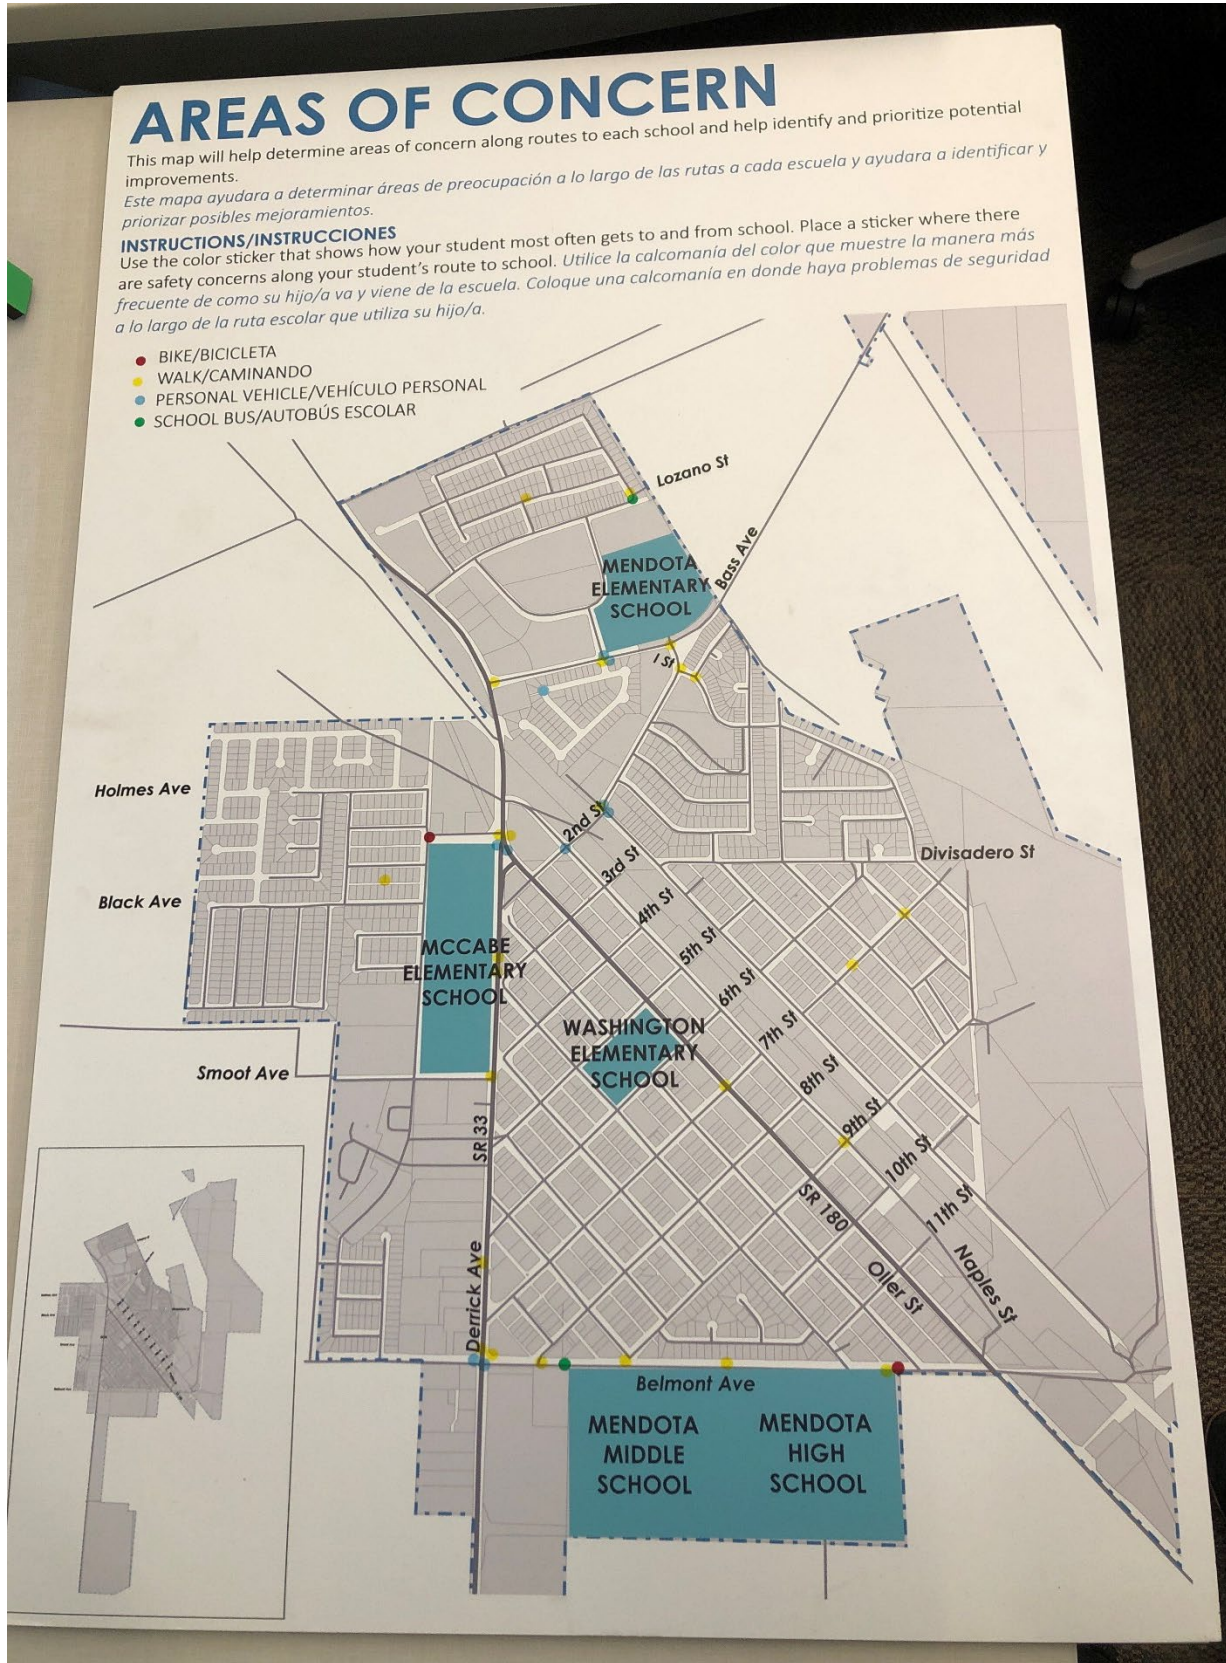 AREAS OF CONCERN
This map will help determine areas of concern along routes to each school and help identify and prioritize potential
improvements.
Este mapa ayudara a determinar áreas de preocupación a lo largo de las rutas a cada escuela y ayudara a identificar y
priorizar posibles mejoramientos.
INSTRUCTIONS/INSTRUCCIONES
Use the color sticker that shows how your student most often gets to and from school. Place a sticker where there
are safety concerns along your student's route to school. Utilice la calcomanía del color que muestre la manera más
frecuente de como su hijo/a va y viene de la escuela. Coloque una calcomanía en donde haya problemas de seguridad
a lo largo de la ruta escolar que utiliza su hijo/a.
BIKE/BICICLETA
WALK/CAMINANDO
PERSONAL VEHICLE/VEHÍCULO PERSONAL
SCHOOL BUS/AUTOBÚS ESCOLAR
Lozano St
Bass Ave
MENDOTA
ELEMENTARY
SCHOOL
I St
Holmes Ave
2nd St
Divisadero St
3rd St
Black Ave
4th St
5th St
MCCABE
ELEMENTARY
SCHOOL
6th St
WASHINGTON
ELEMENTARY
SCHOOL
7th St
Smoot Ave
8th St
9th St
SR 33
10th St
11th St
SR 180
Naples St
Oller St
Derrick Ave
Belmont Ave
MENDOTA
MIDDLE
SCHOOL
MENDOTA
HIGH
SCHOOL